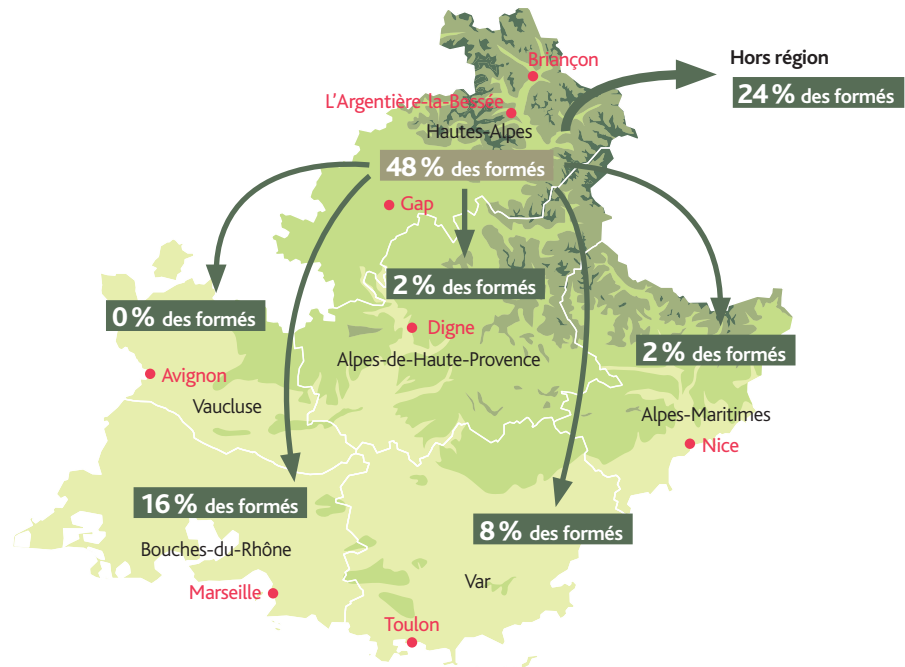 Briançon
Hors région
24 % des formés
L'Argentière-la-Bessée
Hautes-Alpes
48 % des formés
Gap
2 % des formés
0 % des formés
Digne
2 % des formés
Alpes-de-Haute-Provence
Avignon
Vaucluse
Alpes-Maritimes
Nice
16 % des formés
8 % des formés
Bouches-du-Rhône
Var
Marseille
Toulon